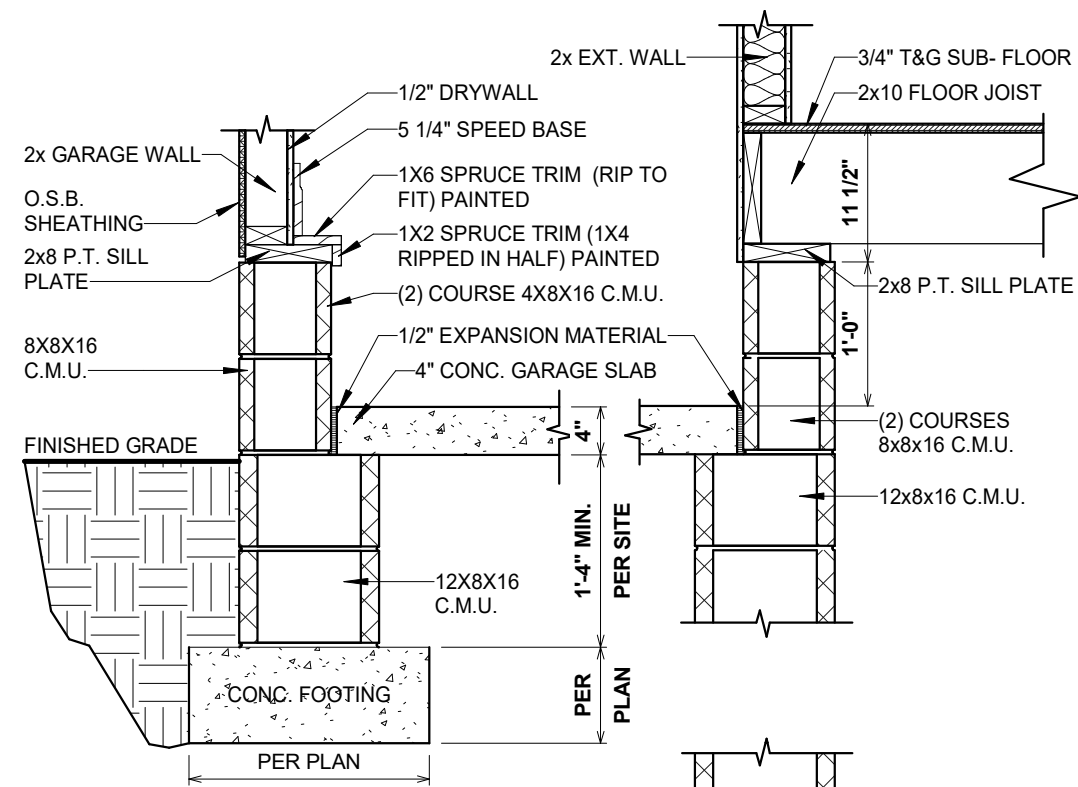 2x EXT. WALL
3/4" T&G SUB- FLOOR
2x10 FLOOR JOIST
1/2" DRYWALL
5 1/4" SPEED BASE
2x GARAGE WALL
1X6 SPRUCE TRIM (RIP TO
FIT) PAINTED
O.S.B.
SHEATHING
1X2 SPRUCE TRIM (1X4
RIPPED IN HALF) PAINTED
2x8 P.T. SILL
PLATE
11 1/2"
2x8 P.T. SILL PLATE
(2) COURSE 4X8X16 C.M.U.
1'-0"
1/2" EXPANSION MATERIAL
8X8X16
C.M.U.
4" CONC. GARAGE SLAB
4"
(2) COURSES
8x8x16 C.M.U.
FINISHED GRADE
12x8x16 C.M.U.
1'-4" MIN.
PER SITE
12X8X16
C.M.U.
CONC. FOOTING
PER
PLAN
PER PLAN